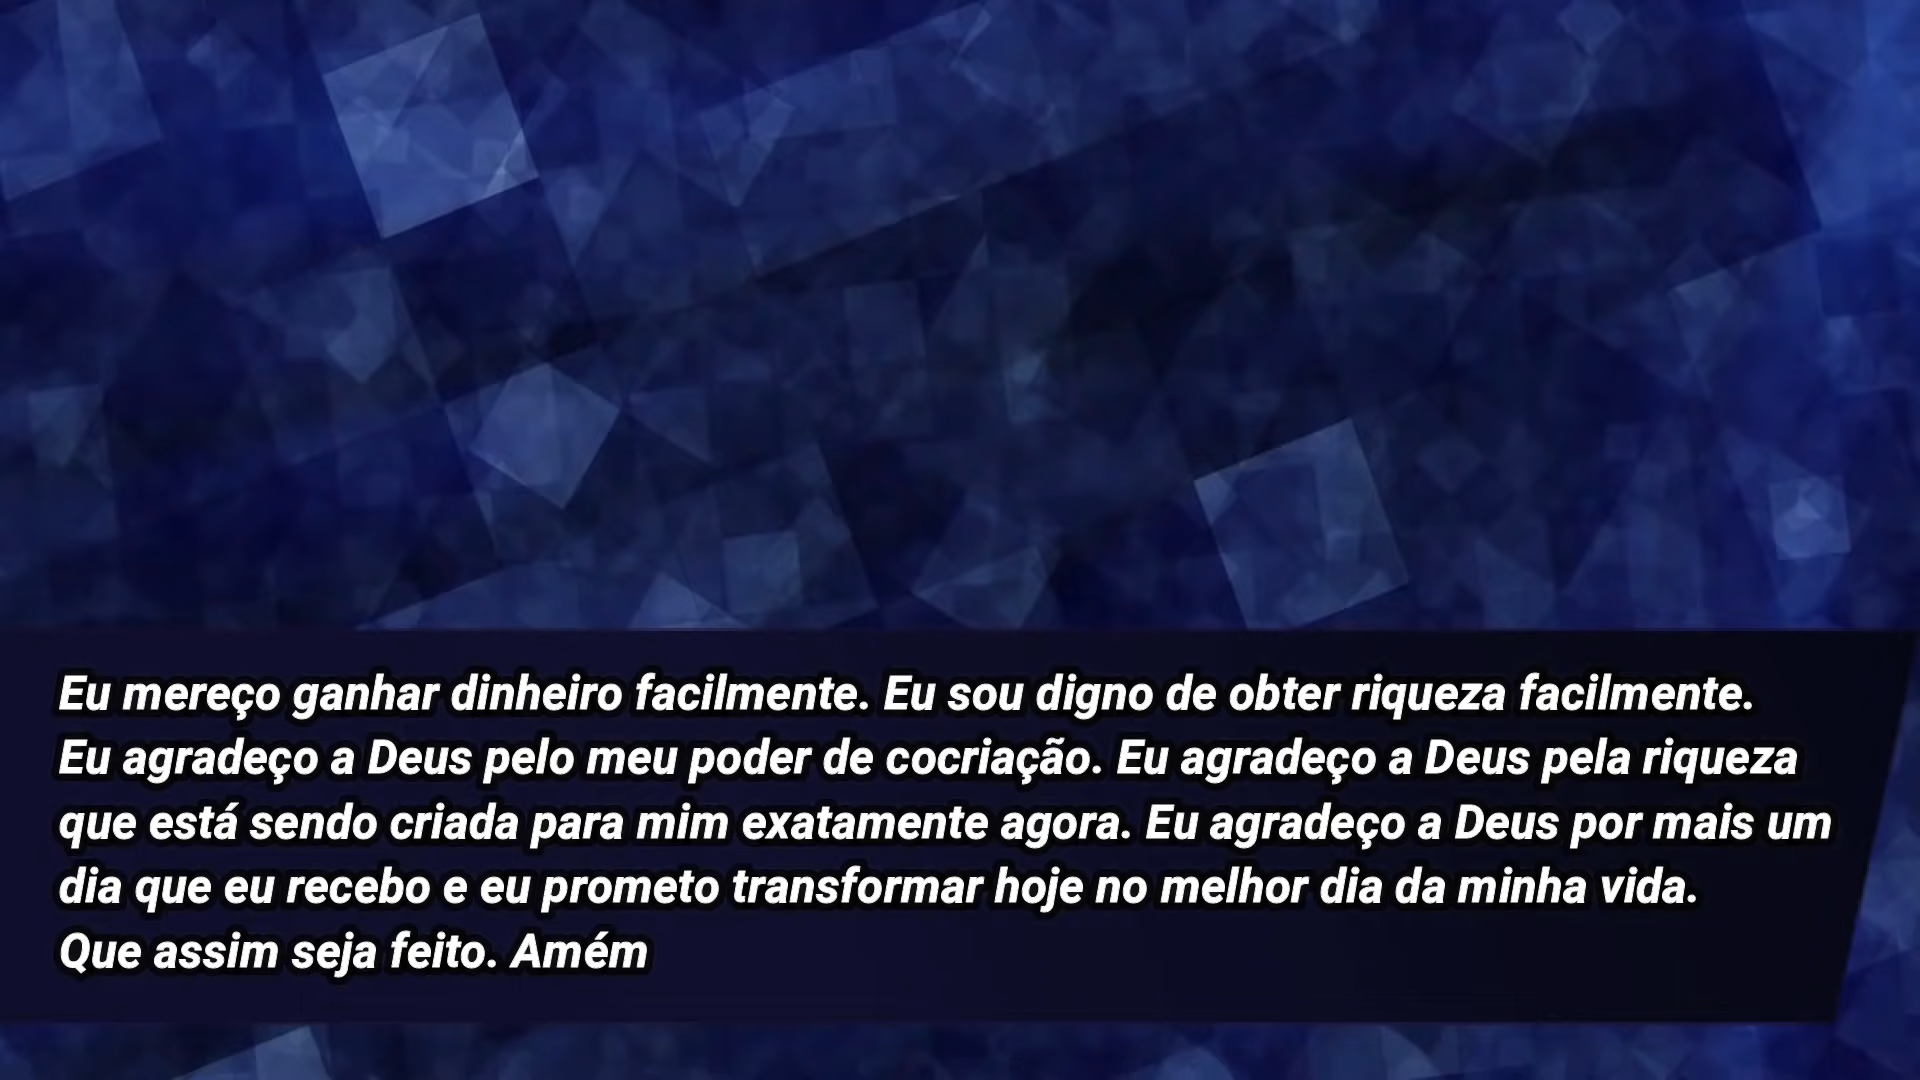 Eu mereço ganhar dinheiro facilmente. Eu sou digno de obter riqueza facilmente.
Eu agradeço a Deus pelo meu poder de cocriação. Eu agradeço a Deus pela riqueza
que está sendo criada para mim exatamente agora. Eu agradeço a Deus por mais um
dia que eu recebo e eu prometo transformar hoje no melhor dia da minha vida.
Que assim seja feito. Amém